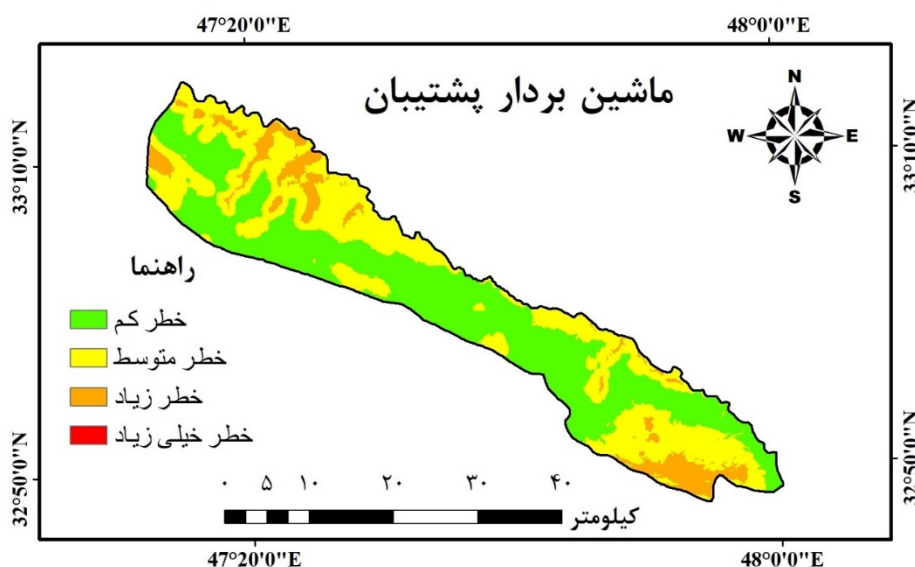 47°20'0"E
48°0'0"E
ماشین بردار پشتیبان
N
W
E
S
33°10'0"N
33°10'0"N
راهنما
خطر کم
خطر متوسط
خطر زیاد
خطر خیلی زیاد
32°50'0"N
32°50'0"N
۰ ۵ ۱۰ ۲۰ ۳۰ ۴۰
کیلومتر
47°20'0"E
48°0'0"E